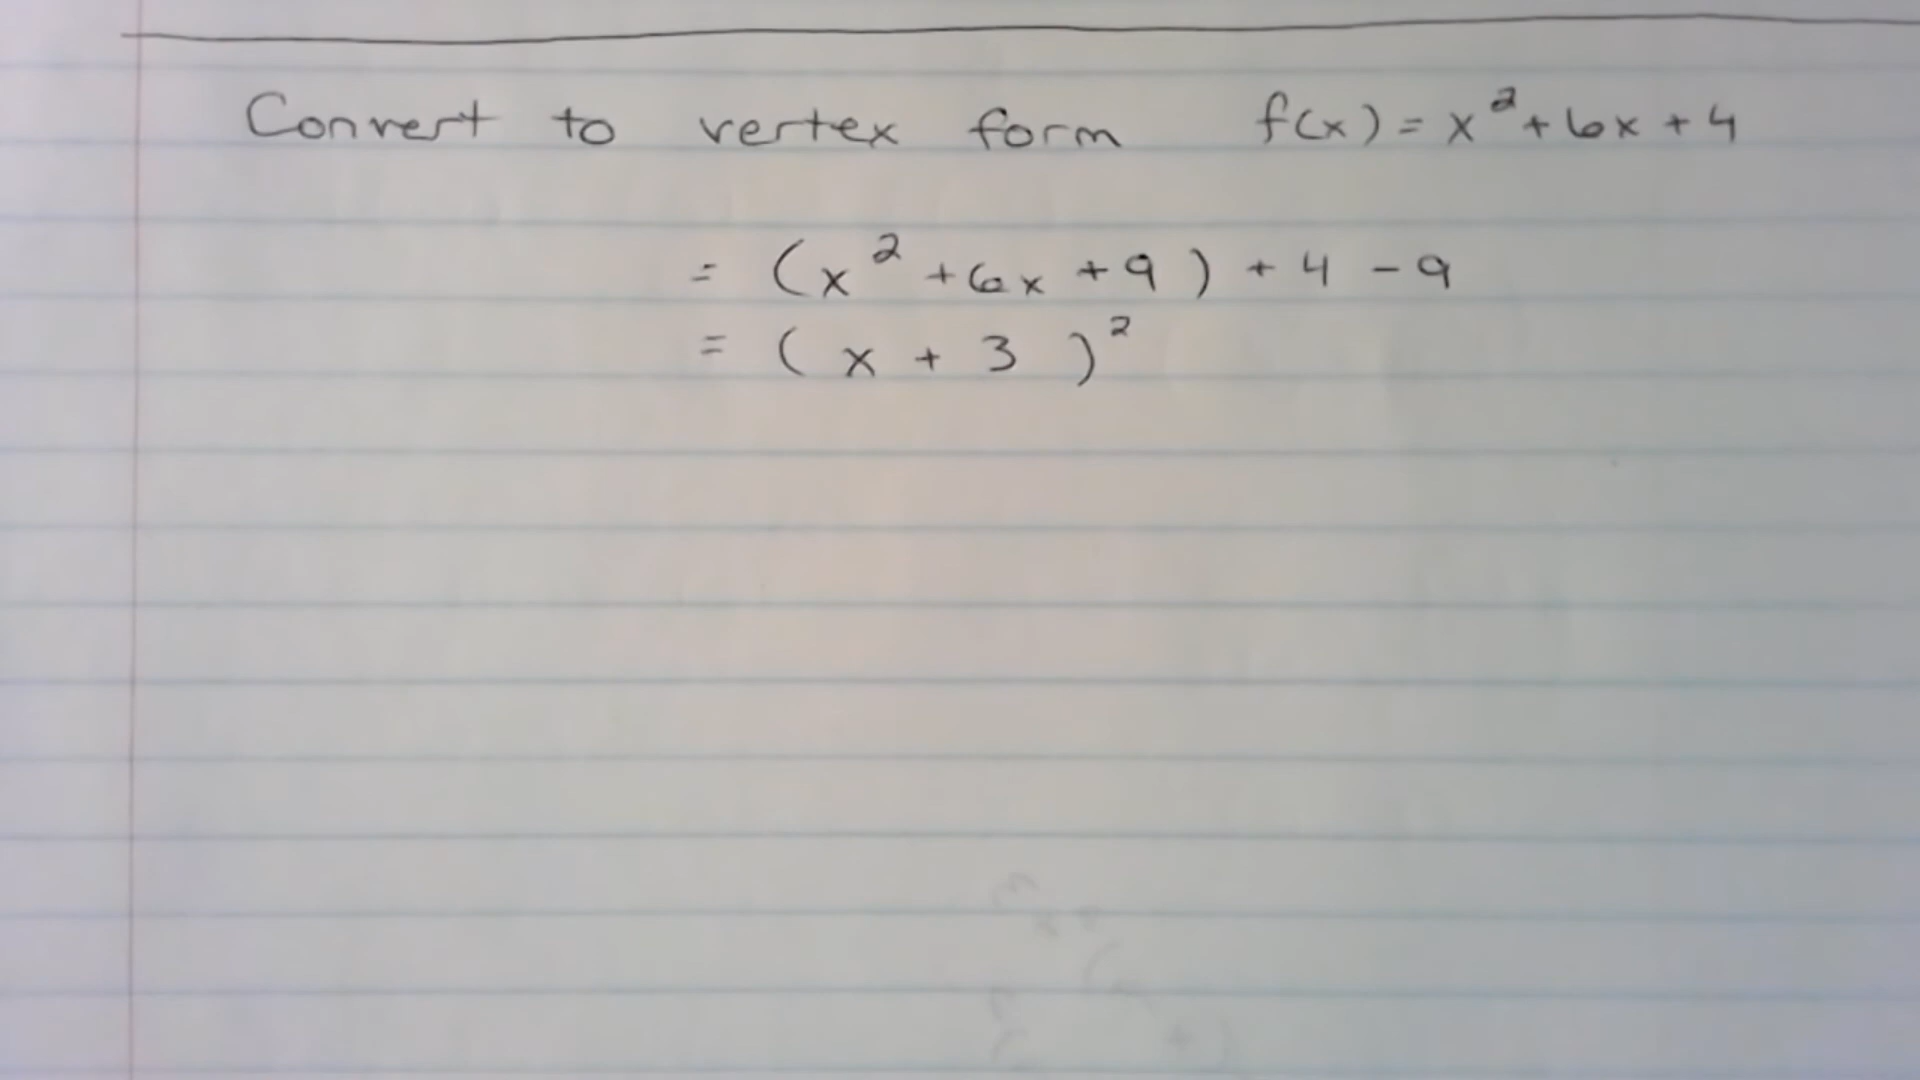 Convert to vertex form f(x) = x² + 6x + 4
= (x² + 6x + 9) + 4 - 9
= (x + 3)²